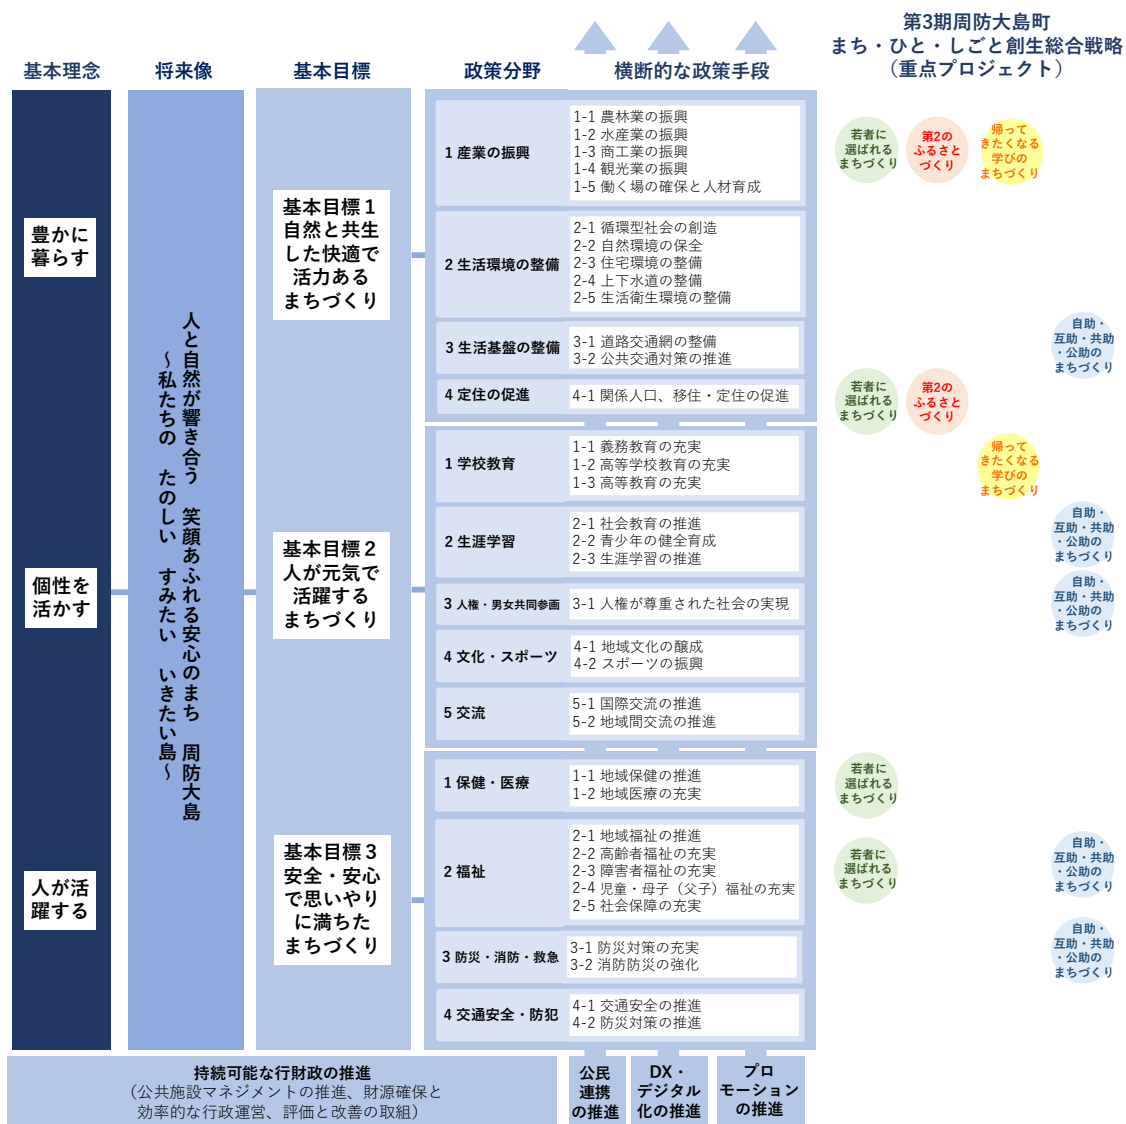 第3期周防大島町
まち・ひと・しごと創生総合戦略
（重点プロジェクト）
基本理念
将来像
基本目標
政策分野
横断的な政策手段
豊かに
暮らす
個性を
活かす
人が活
躍する
人と自然が響き合う　笑顔あふれる安心のまち　周防大島
～私たちの　たのしい　すみたい　いきたい島～
基本目標１
自然と共生
した快適で
活力ある
まちづくり
1 産業の振興
1-1 農林業の振興
1-2 水産業の振興
1-3 商工業の振興
1-4 観光業の振興
1-5 働く場の確保と人材育成
若者に
選ばれる
まちづくり
第2の
ふるさと
づくり
帰って
きたくなる
学びの
まちづくり
2 生活環境の整備
2-1 循環型社会の創造
2-2 自然環境の保全
2-3 住宅環境の整備
2-4 上下水道の整備
2-5 生活衛生環境の整備
3 生活基盤の整備
3-1 道路交通網の整備
3-2 公共交通対策の推進
自助・
互助・共助
・公助の
まちづくり
4 定住の促進
4-1 関係人口、移住・定住の促進
若者に
選ばれる
まちづくり
第2の
ふるさと
づくり
基本目標２
人が元気で
活躍する
まちづくり
1 学校教育
1-1 義務教育の充実
1-2 高等学校教育の充実
1-3 高等教育の充実
帰って
きたくなる
学びの
まちづくり
2 生涯学習
2-1 社会教育の推進
2-2 青少年の健全育成
2-3 生涯学習の推進
自助・
互助・共助
・公助の
まちづくり
3 人権・男女共同参画
3-1 人権が尊重された社会の実現
自助・
互助・共助
・公助の
まちづくり
4 文化・スポーツ
4-1 地域文化の醸成
4-2 スポーツの振興
5 交流
5-1 国際交流の推進
5-2 地域間交流の推進
基本目標３
安全・安心
で思いやり
に満ちた
まちづくり
1 保健・医療
1-1 地域保健の推進
1-2 地域医療の充実
若者に
選ばれる
まちづくり
2 福祉
2-1 地域福祉の推進
2-2 高齢者福祉の充実
2-3 障害者福祉の充実
2-4 児童・母子（父子）福祉の充実
2-5 社会保障の充実
若者に
選ばれる
まちづくり
自助・
互助・共助
・公助の
まちづくり
3 防災・消防・救急
3-1 防災対策の充実
3-2 消防防災の強化
自助・
互助・共助
・公助の
まちづくり
4 交通安全・防犯
4-1 交通安全の推進
4-2 防災対策の推進
持続可能な行財政の推進
（公共施設マネジメントの推進、財源確保と
効率的な行政運営、評価と改善の取組）
公民
連携
の推進
DX・
デジタル
化の推進
プロ
モーション
の推進